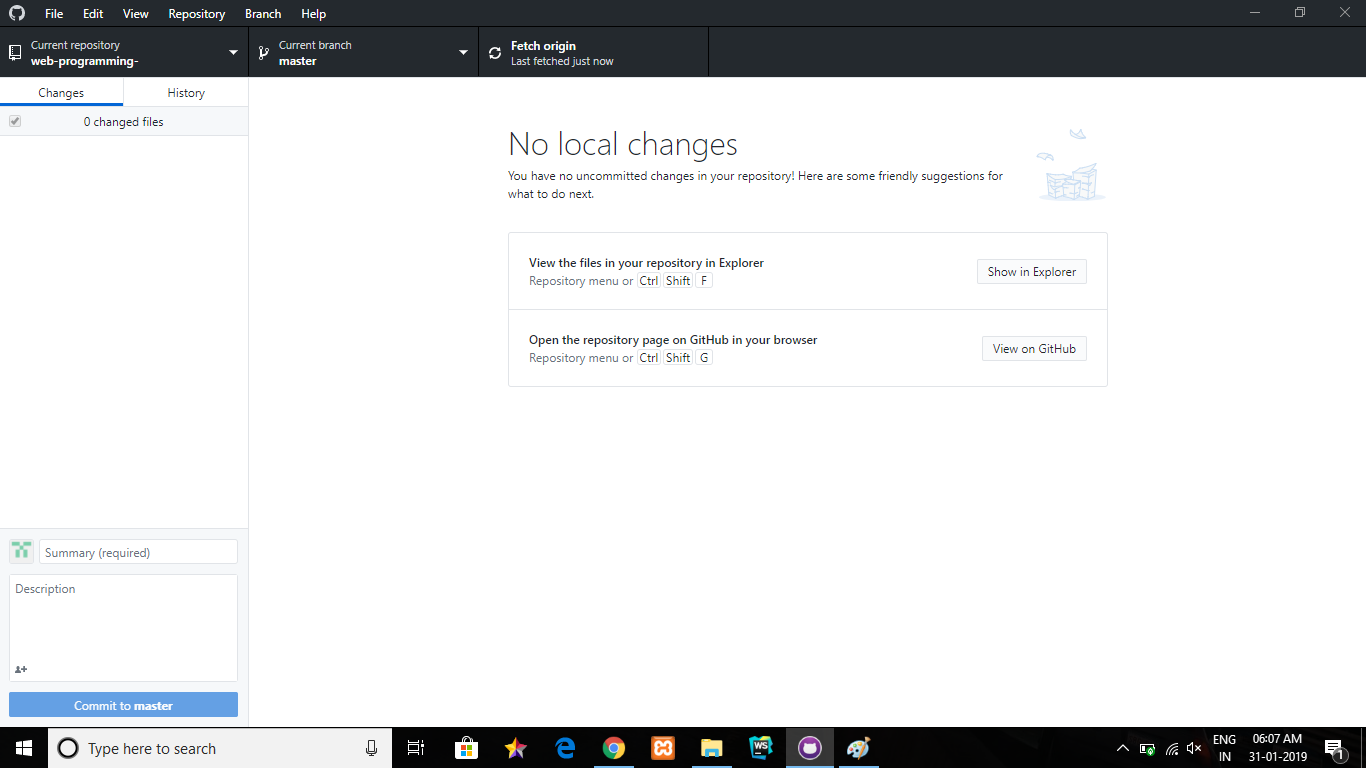 File Edit View Repository Branch Help
Current repository
web-programming-
Current branch
master
Fetch origin
Last fetched just now
Changes
History
0 changed files
No local changes
You have no uncommitted changes in your repository! Here are some friendly suggestions for
what to do next.
View the files in your repository in Explorer
Repository menu or Ctrl Shift F
Show in Explorer
Open the repository page on GitHub in your browser
Repository menu or Ctrl Shift G
View on GitHub
Summary (required)
Description
Commit to master
Type here to search
WS
ENG
IN
06:07 AM
31-01-2019
1